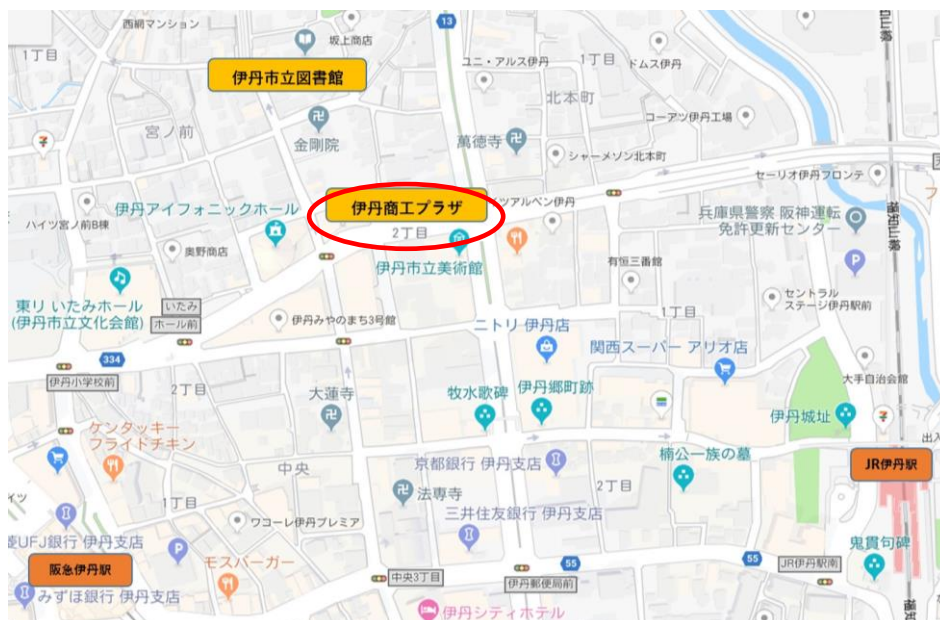 西網マンション
坂上商店
13
1丁目
伊丹市立図書館
ユニ・アルス伊丹
1丁目
ドムス伊丹
北本町
コーアツ伊丹工場
宮ノ前
金剛院
萬徳寺
シャーメゾン北本町
セーリオ伊丹フロンテ
伊丹アイフォニックホール
伊丹商工プラザ
イツアルペン伊丹
兵庫県警察 阪神運転
免許更新センター
福知山線
ハイツ宮ノ前B棟
奥野商店
2丁目
伊丹市立美術館
有恒三番館
東リ いたみホール
(伊丹市立文化会館)
いたみ
ホール前
伊丹みやのまち3号館
1丁目
セントラル
ステージ伊丹駅前
ニトリ 伊丹店
関西スーパー アリオ店
334
伊丹小学校前
2丁目
大蓮寺
牧水歌碑
伊丹郷町跡
大手自治会館
伊丹城址
ケンタッキー
フライドチキン
中央
京都銀行 伊丹支店
楠公一族の墓
JR伊丹駅
出入
イツ
1丁目
法専寺
2丁目
ワコーレ伊丹プレミア
三井住友銀行 伊丹支店
菱UFJ銀行 伊丹支店
P
モスバーガー
阪急伊丹駅
中央3丁目
55
伊丹郵便局前
55
JR伊丹駅南
鬼貫句碑
みずほ銀行 伊丹支店
伊丹シティホテル